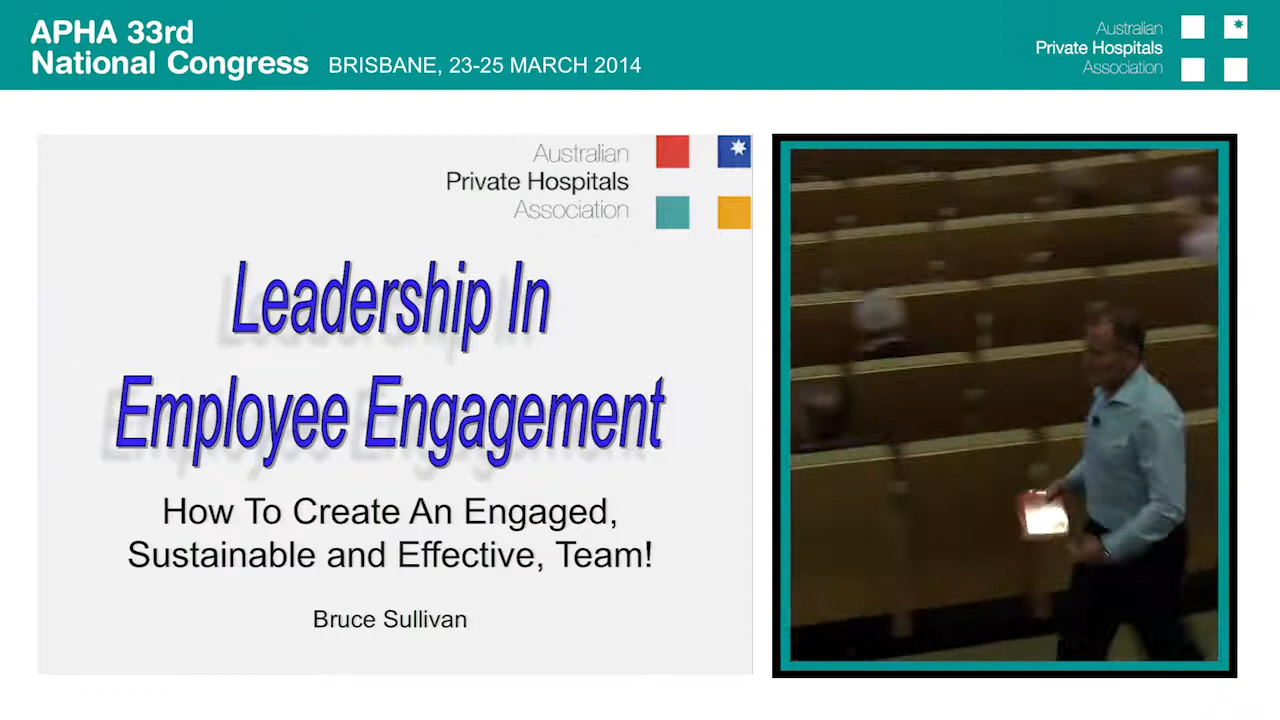 APHA 33rd
National Congress BRISBANE, 23-25 MARCH 2014
Australian
Private Hospitals
Association
Australian
Private Hospitals
Association
Leadership In
Employee Engagement
How To Create An Engaged,
Sustainable and Effective, Team!
Bruce Sullivan